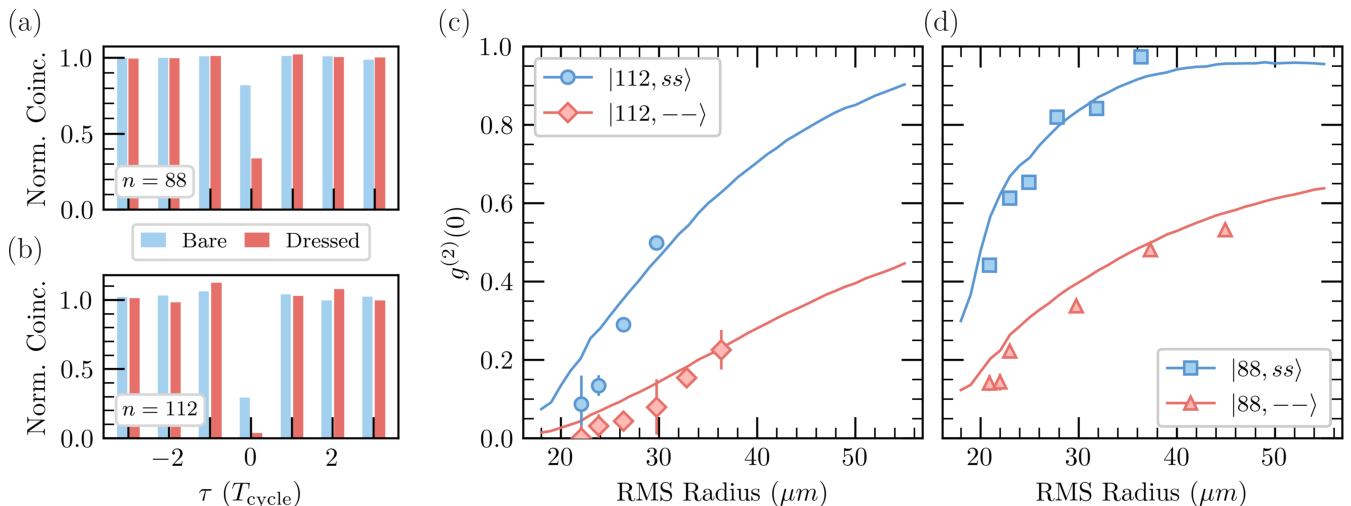 (a)
Norm. Coinc.
1.0
0.5
0.0
n = 88
Bare
Dressed
(b)
Norm. Coinc.
1.0
0.5
0.0
n = 112
−2
0
2
τ (T_cycle)
(c)
g^(2)(0)
1.0
0.8
0.6
0.4
0.2
0.0
|112, ss⟩
|112, −−⟩
20
30
40
50
RMS Radius (μm)
(d)
|88, ss⟩
|88, −−⟩
20
30
40
50
RMS Radius (μm)